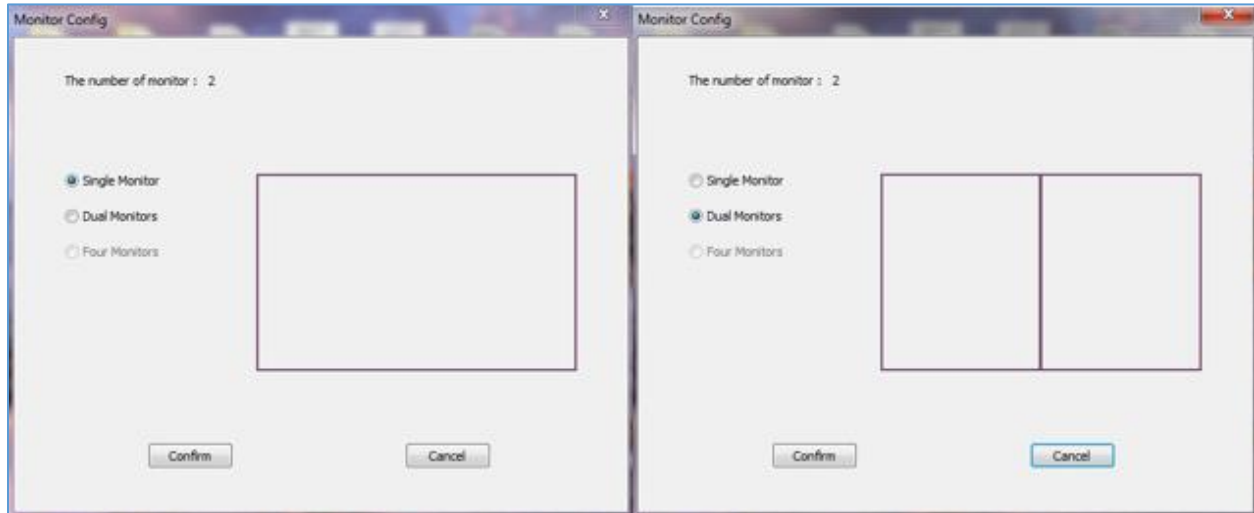 Monitor Config
The number of monitor : 2
Single Monitor
Dual Monitors
Four Monitors
Confirm Cancel
Monitor Config
The number of monitor : 2
Single Monitor
Dual Monitors
Four Monitors
Confirm Cancel